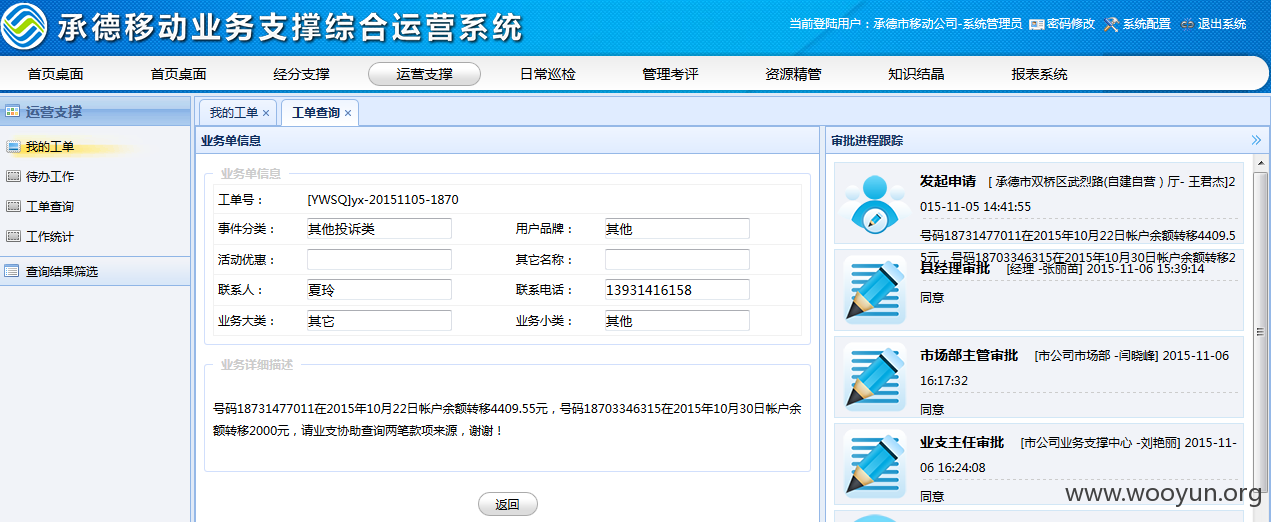 承德移动业务支撑综合运营系统
当前登陆用户：承德市移动公司-系统管理员 密码修改 系统配置 退出系统
首页桌面 首页桌面 经分支撑 运营支撑 日常巡检 管理考评 资源精管 知识结晶 报表系统
运营支撑
我的工单
待办工作
工单查询
工作统计
查询结果筛选
我的工单 × 工单查询 ×
业务单信息
业务单信息
工单号： [YWSQ]yx-20151105-1870
事件分类： 其他投诉类 用户品牌： 其他
活动优惠： 其它名称：
联系人： 夏玲 联系电话： 13931416158
业务大类： 其它 业务小类： 其他
业务详细描述
号码18731477011在2015年10月22日帐户余额转移4409.55元，号码18703346315在2015年10月30日帐户余
额转移2000元，请业支协助查询两笔款项来源，谢谢！
返回
审批进程跟踪
发起申请 [ 承德市双桥区武烈路(自建自营）厅- 王君杰]2
015-11-05 14:41:55
号码18731477011在2015年10月22日帐户余额转移4409.5
5元，号码18703346315在2015年10月30日帐户余额转移2
县经理审批 [经理 -张丽苗] 2015-11-06 15:39:14
同意
市场部主管审批 [市公司市场部 -闫晓峰] 2015-11-06
16:17:32
同意
业支主任审批 [市公司业务支撑中心 -刘艳丽] 2015-11-
06 16:24:08
同意
www.wooyun.org